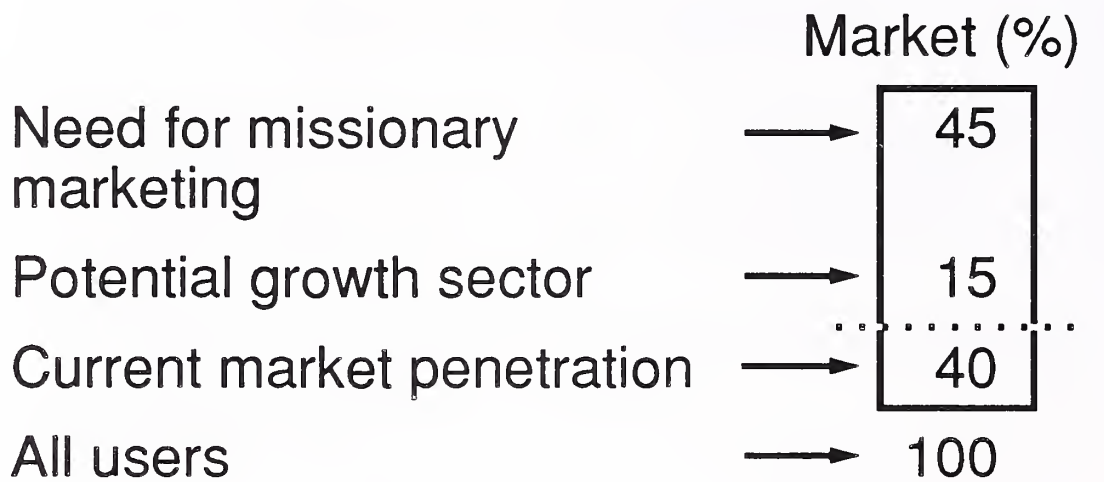 Market (%)
Need for missionary 45
marketing
Potential growth sector 15
Current market penetration 40
All users 100